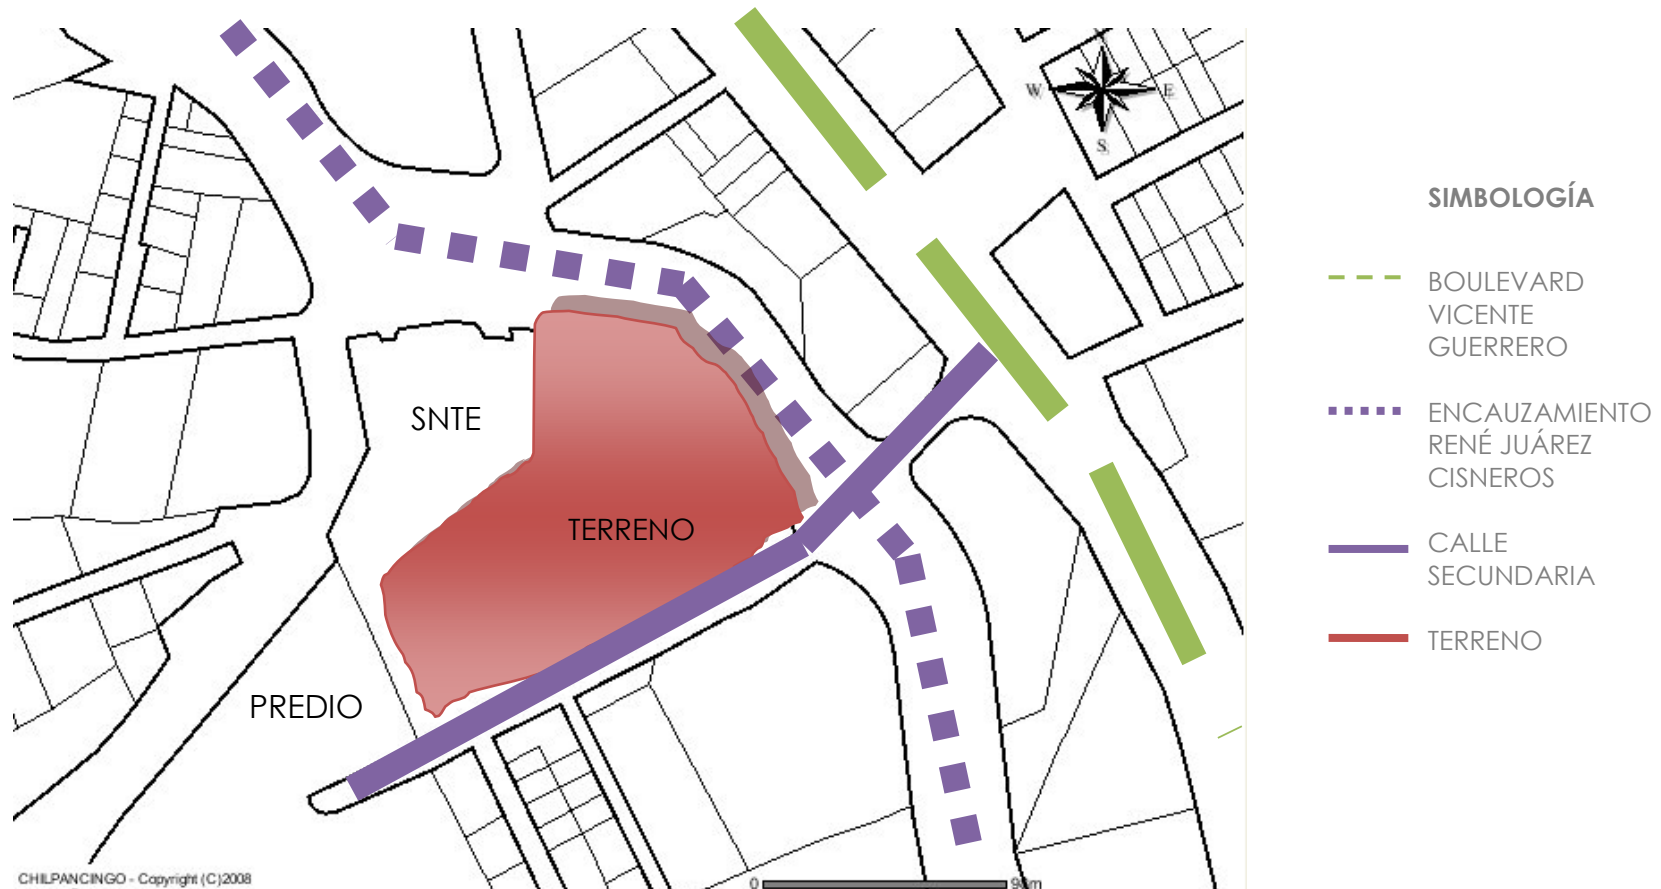 W
E
S
SIMBOLOGÍA
BOULEVARD
VICENTE
GUERRERO
SNTE
ENCAUZAMIENTO
RENÉ JUÁREZ
CISNEROS
TERRENO
CALLE
SECUNDARIA
TERRENO
PREDIO
CHILPANCINGO - Copyright (C)2008
0